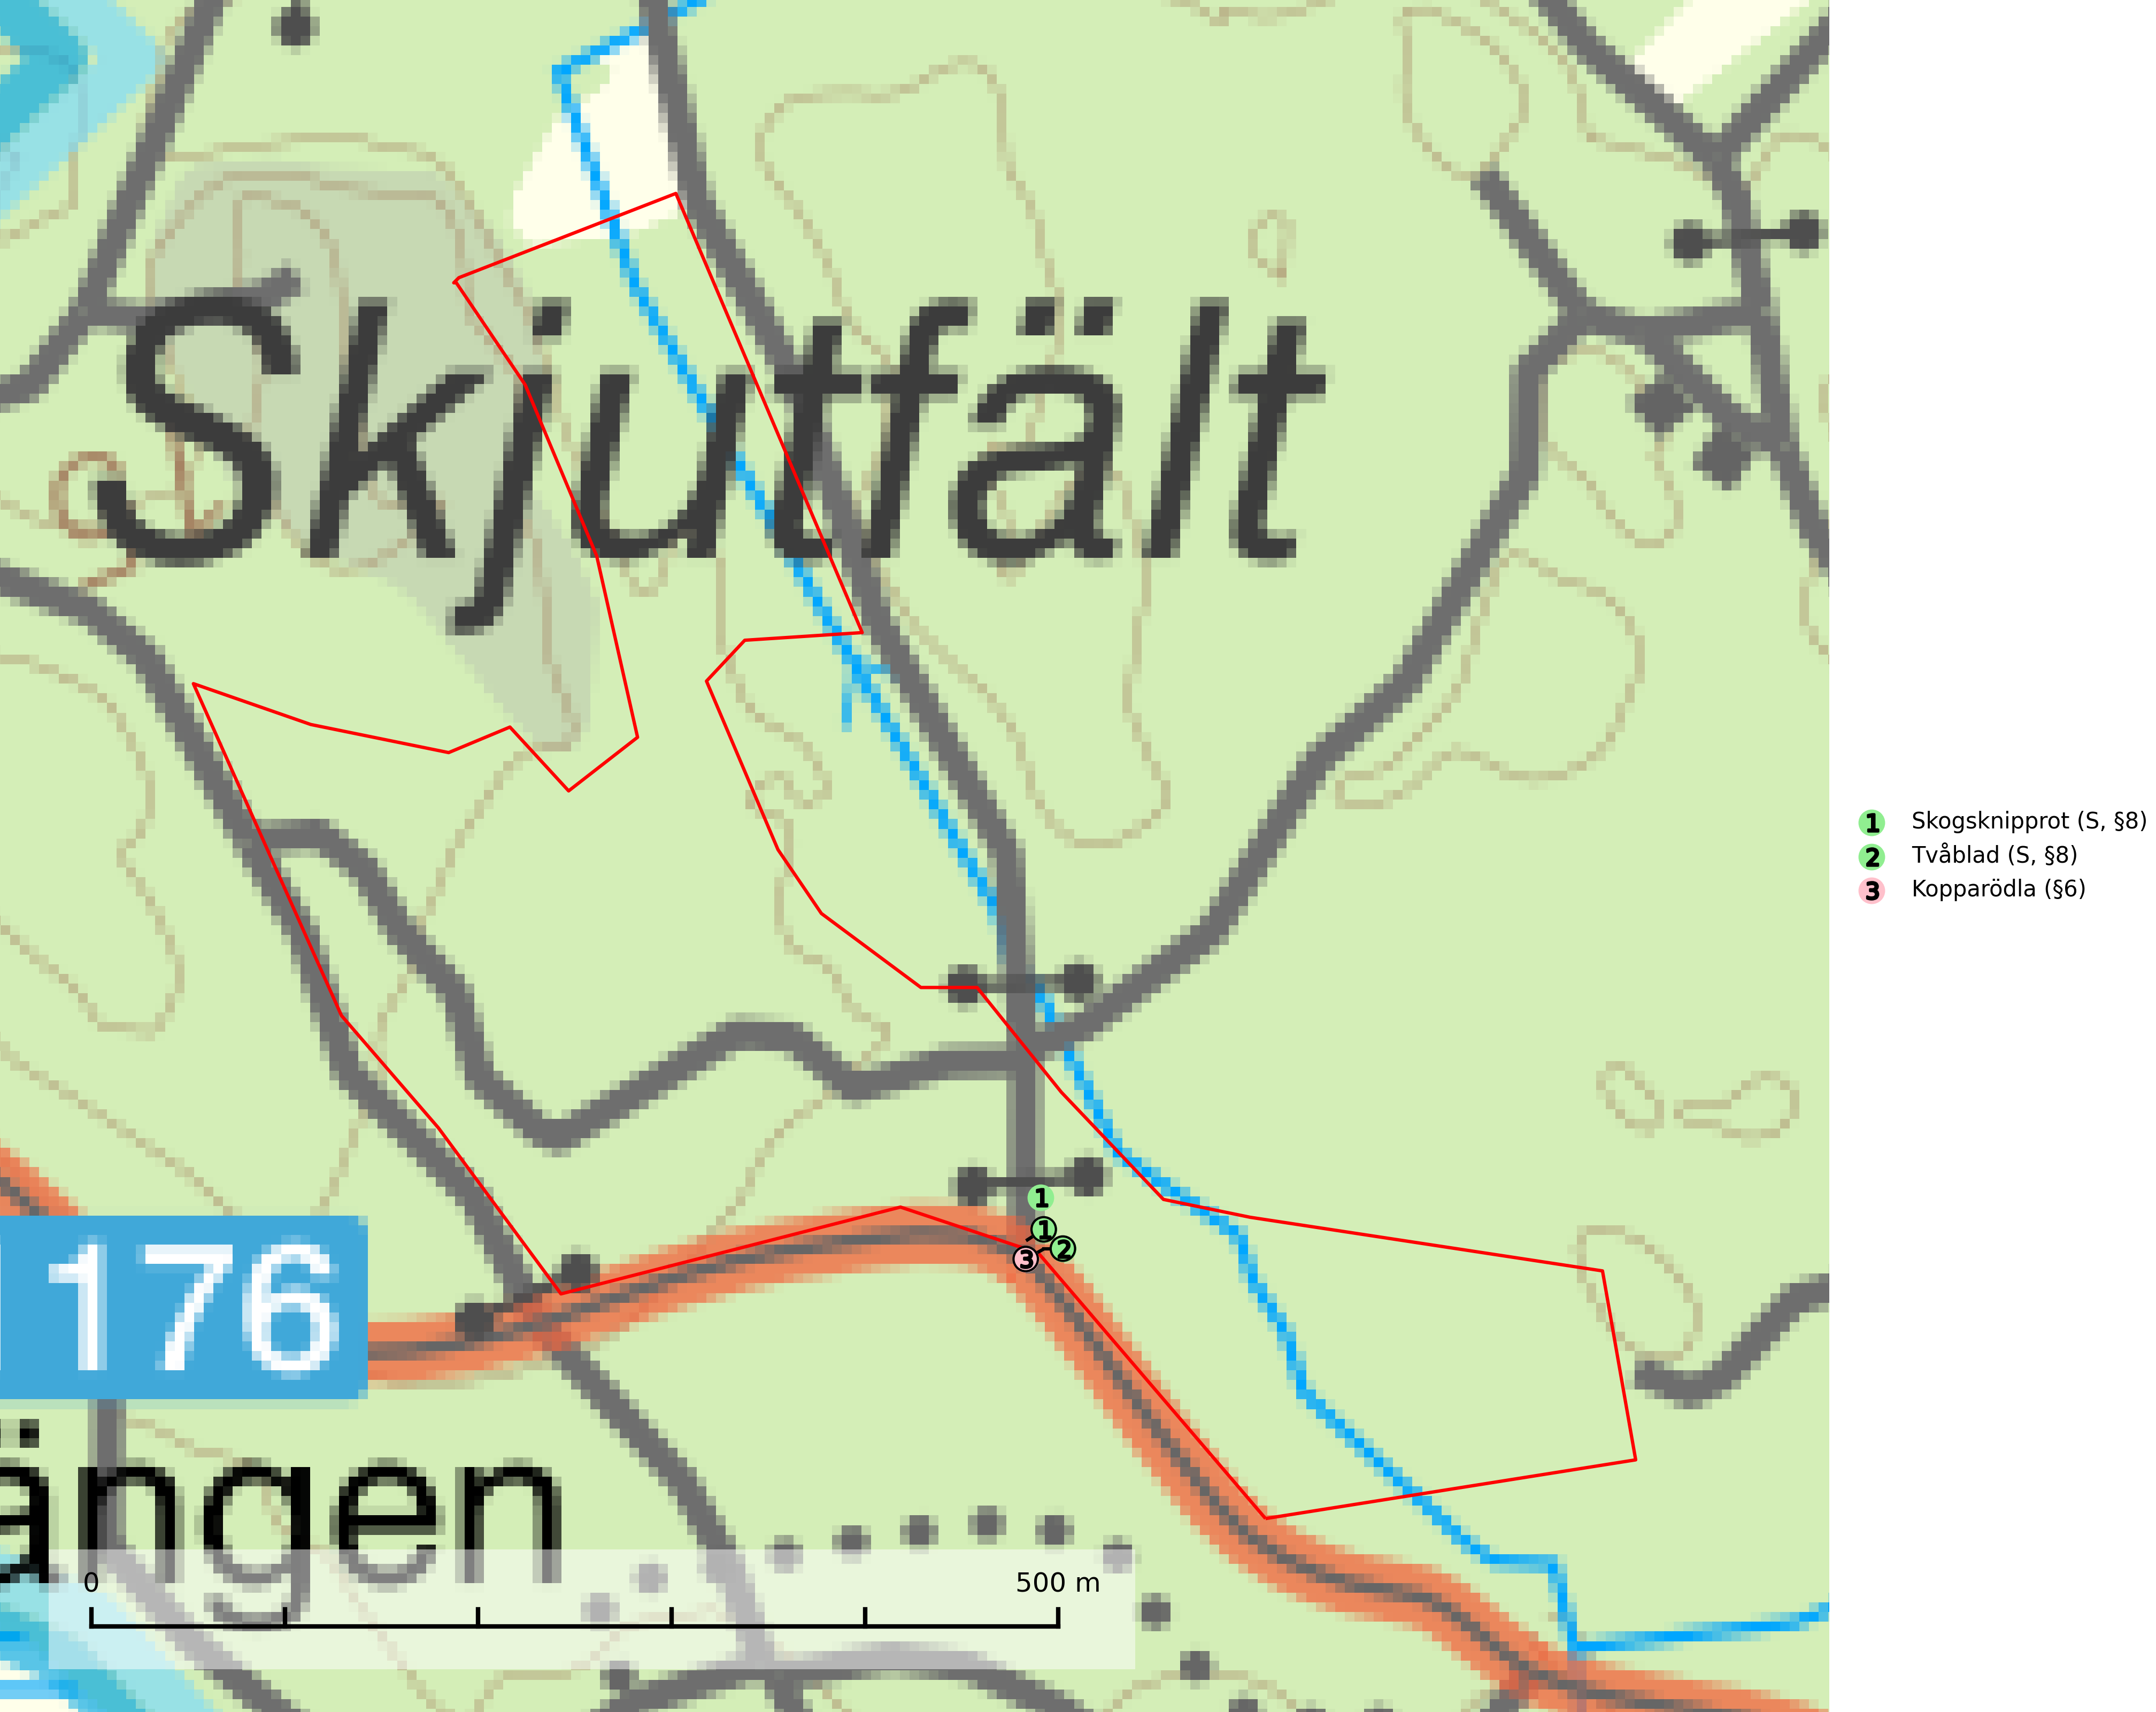 Skjutfält
1 Skogsknipprot (S, §8)
2 Tvåblad (S, §8)
3 Kopparödla (§6)
1
1
2
3
176
ängen
0 500 m